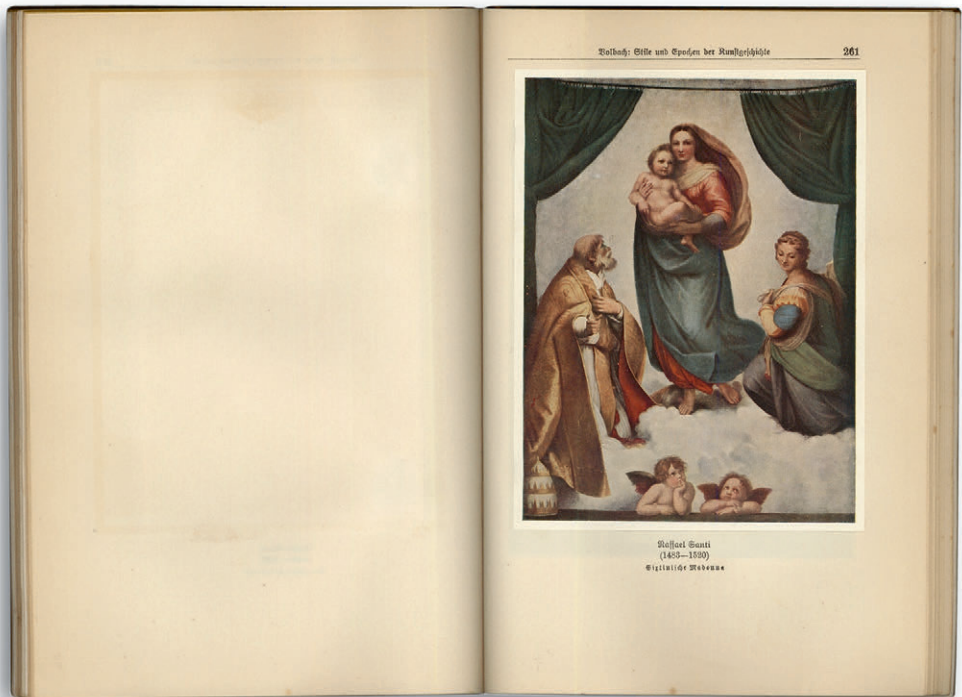 Volbach: Stile und Epochen der Kunstgeschichte 261
Raffael Santi
(1483—1520)
Sixtinische Madonna